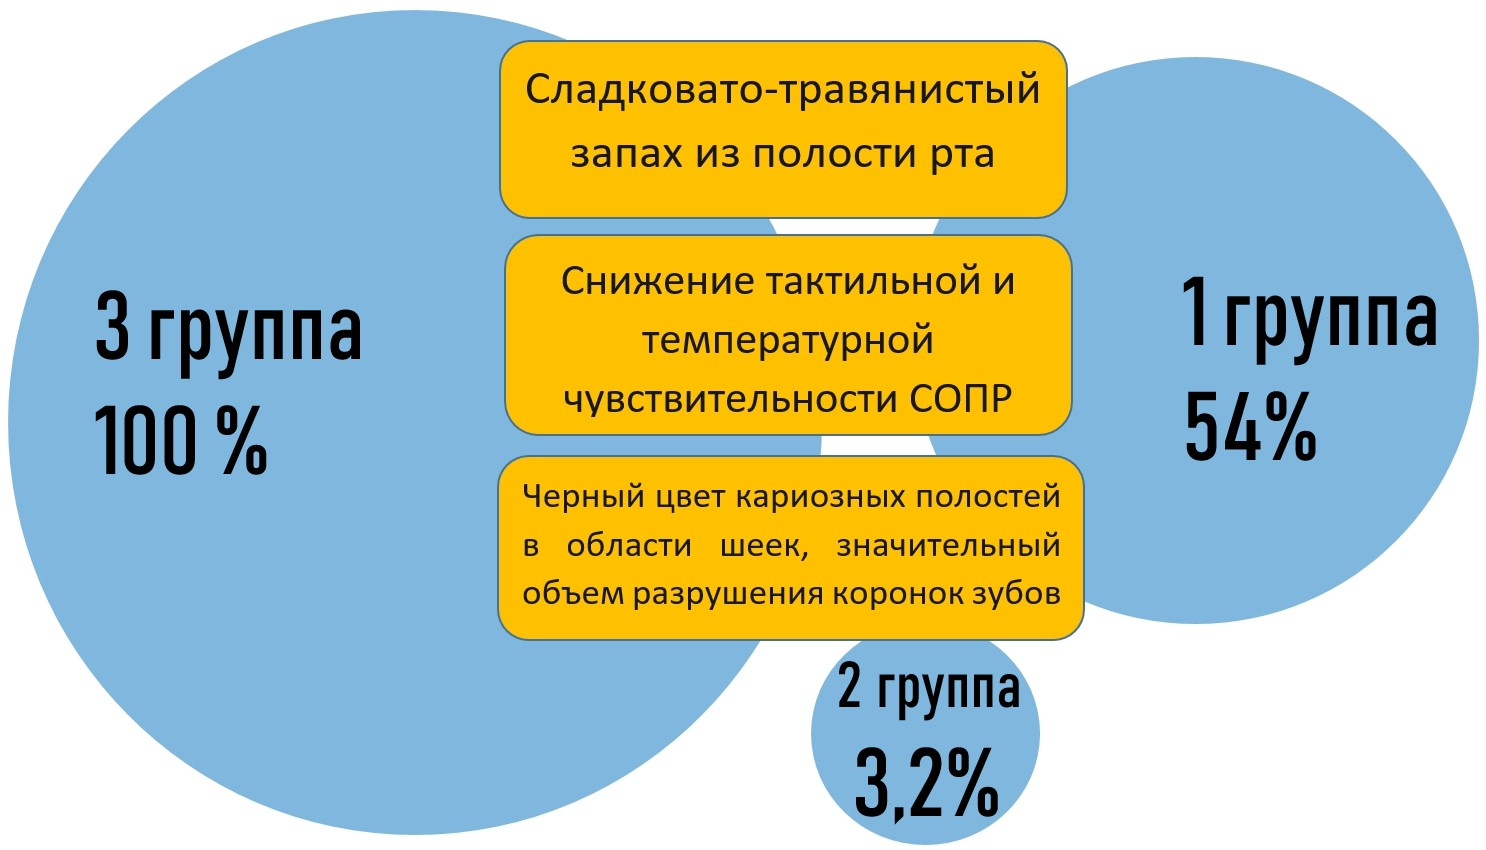 Сладковато-травянистый
запах из полости рта
Снижение тактильной и
температурной
чувствительности СОПР
Черный цвет кариозных полостей
в области шеек, значительный
объем разрушения коронок зубов
3 группа
100 %
1 группа
54%
2 группа
3,2%